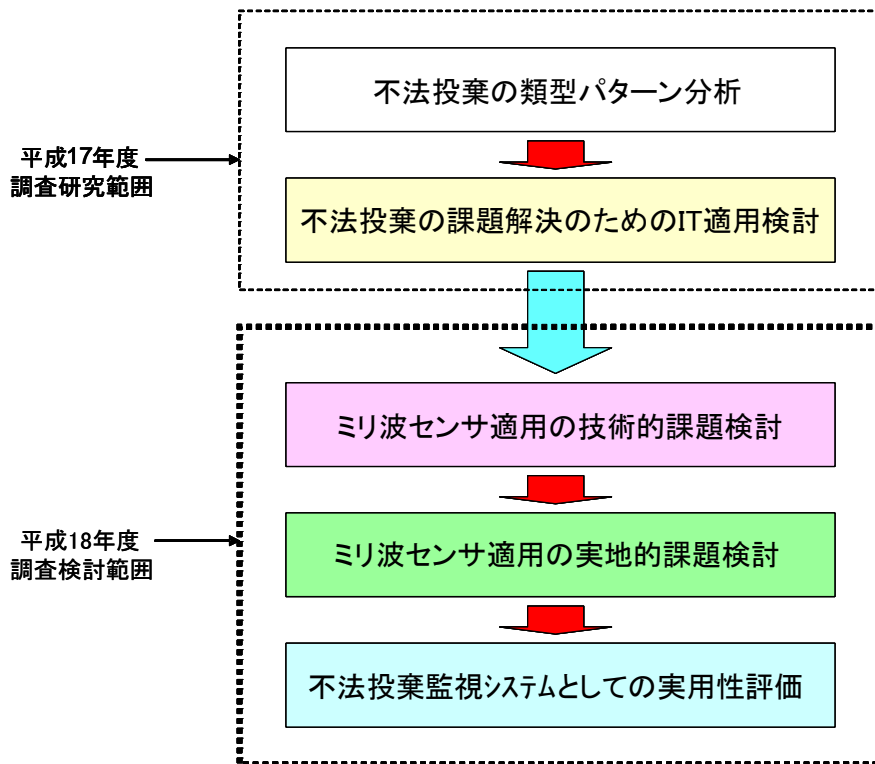 不法投棄の類型パターン分析
平成17年度
調査研究範囲
不法投棄の課題解決のためのIT適用検討
ミリ波センサ適用の技術的課題検討
平成18年度
調査検討範囲
ミリ波センサ適用の実地的課題検討
不法投棄監視システムとしての実用性評価